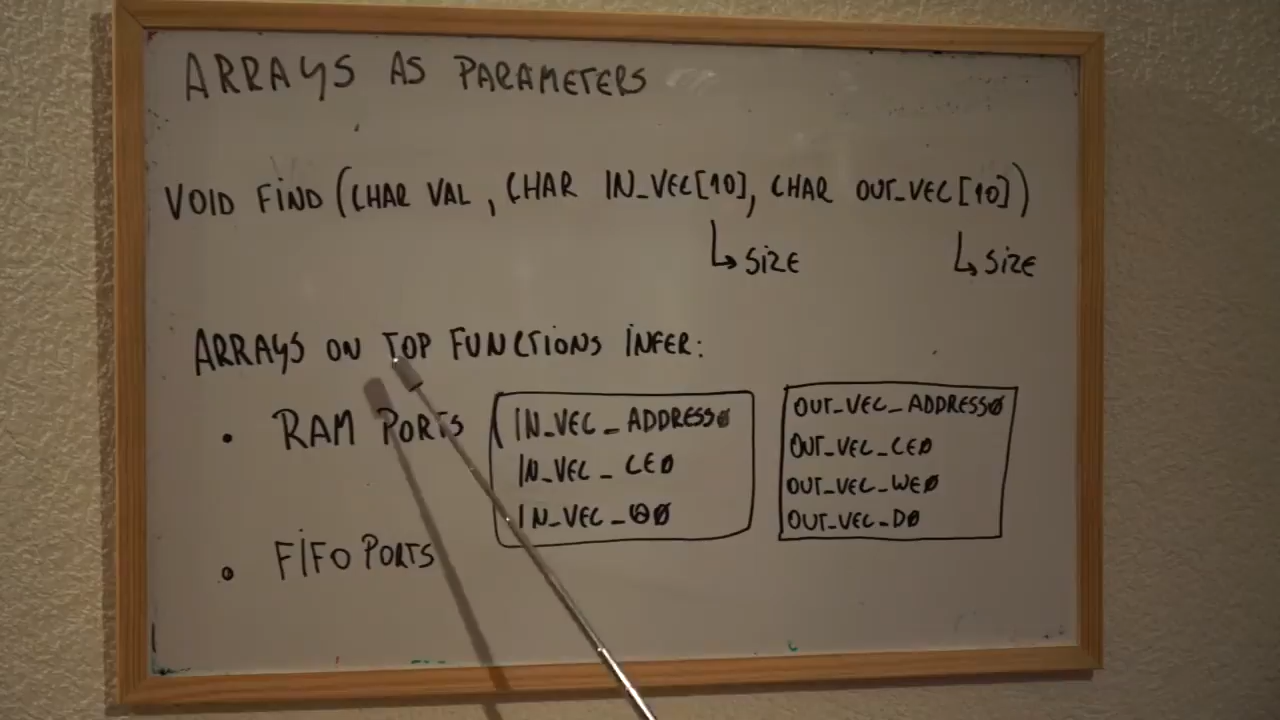 ARRAYS AS PARAMETERS
VOID FIND (CHAR VAL, CHAR IN_VEC[10], CHAR OUT_VEC[10])
↳ SIZE
↳ SIZE
ARRAYS ON TOP FUNCTIONS INFER:
• RAM PORTS
IN_VEC_ADDRESS0
IN_VEC_CE0
IN_VEC_Q0
OUT_VEC_ADDRESS0
OUT_VEC_CE0
OUT_VEC_WE0
OUT_VEC_D0
• FIFO PORTS